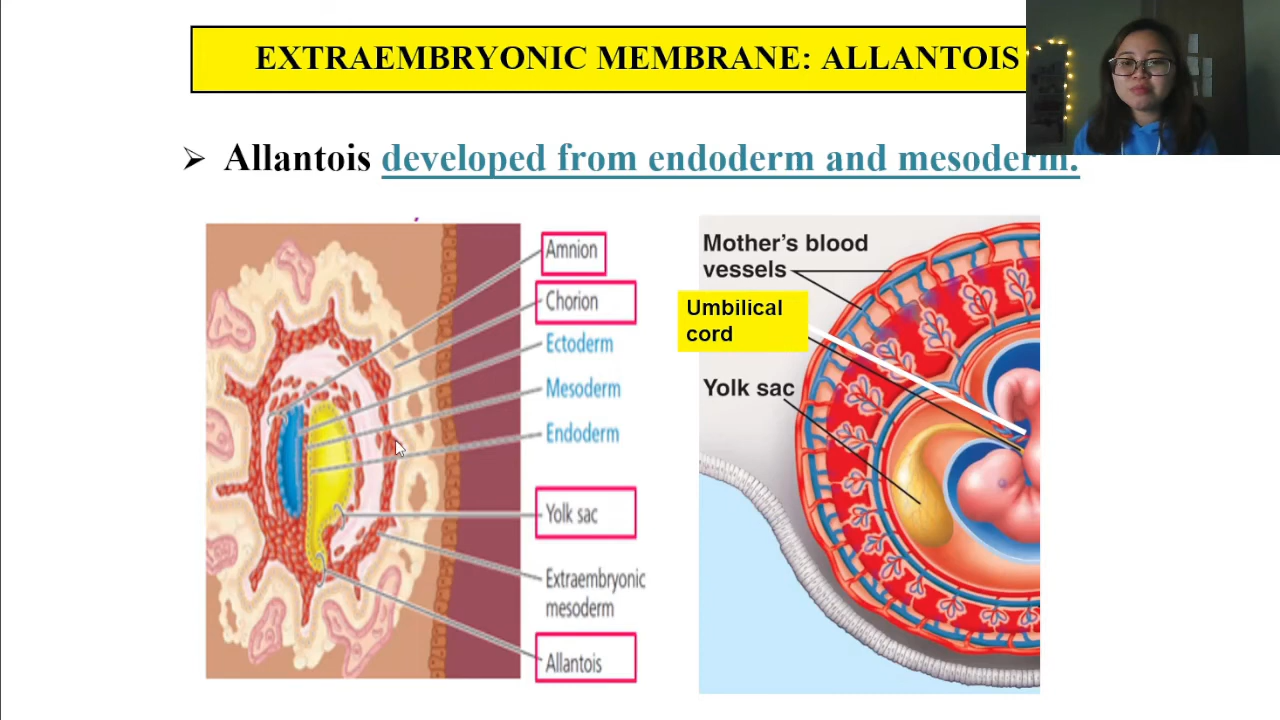 EXTRAEMBRYONIC MEMBRANE: ALLANTOIS
➢ Allantois developed from endoderm and mesoderm.
Amnion
Chorion
Ectoderm
Mesoderm
Endoderm
Yolk sac
Extraembryonic
mesoderm
Allantois
Mother's blood
vessels
Umbilical
cord
Yolk sac